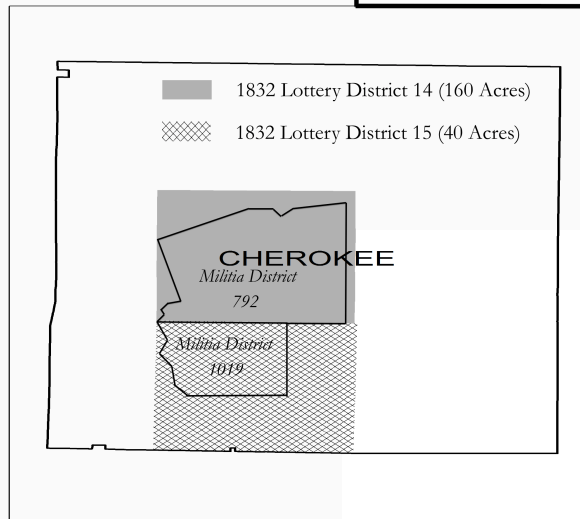 1832 Lottery District 14 (160 Acres)
1832 Lottery District 15 (40 Acres)
CHEROKEE
Militia District
792
Militia District
1019